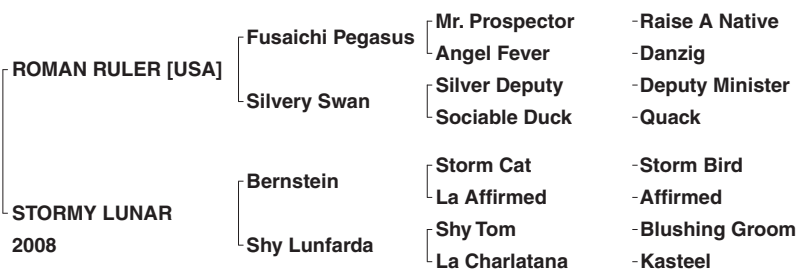 Mr. Prospector -Raise A Native
Fusaichi Pegasus
Angel Fever -Danzig
ROMAN RULER [USA]
Silver Deputy -Deputy Minister
Silvery Swan
Sociable Duck -Quack
Storm Cat -Storm Bird
Bernstein
La Affirmed -Affirmed
STORMY LUNAR
Shy Tom -Blushing Groom
2008
Shy Lunfarda
La Charlatana -Kasteel